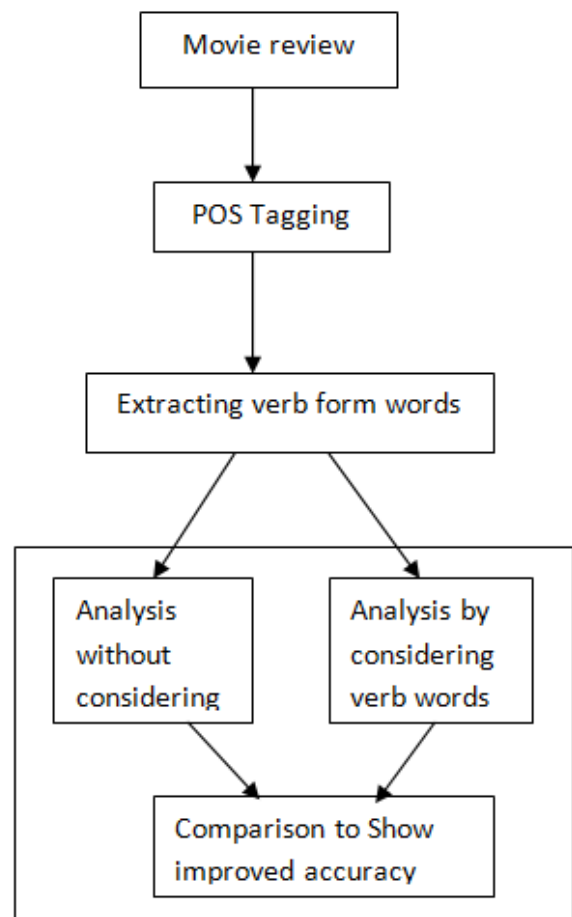 Movie review
POS Tagging
Extracting verb form words
Analysis
without
considering
Analysis by
considering
verb words
Comparison to Show
improved accuracy